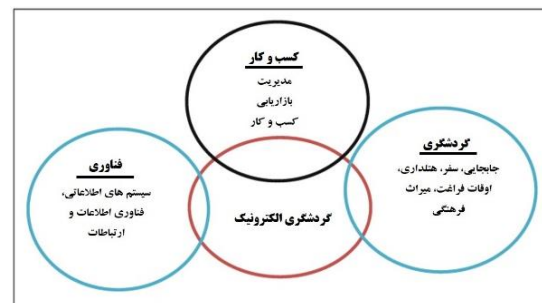 کسب و کار
مدیریت
بازاریابی
کسب و کار
گردشگری
جابجایی، سفر، هتلداری،
اوقات فراغت، میراث
فرهنگی
فناوری
سیستم های اطلاعاتی،
فناوری اطلاعات و
ارتباطات
گردشگری الکترونیک